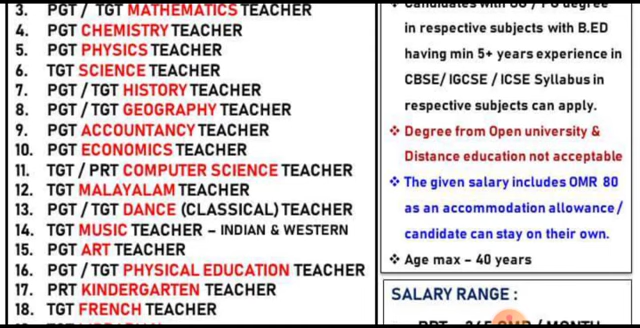 3. PGT / TGT MATHEMATICS TEACHER
4. PGT CHEMISTRY TEACHER
5. PGT PHYSICS TEACHER
6. TGT SCIENCE TEACHER
7. PGT / TGT HISTORY TEACHER
8. PGT / TGT GEOGRAPHY TEACHER
9. PGT ACCOUNTANCY TEACHER
10. PGT ECONOMICS TEACHER
11. TGT / PRT COMPUTER SCIENCE TEACHER
12. TGT MALAYALAM TEACHER
13. PGT / TGT DANCE (CLASSICAL) TEACHER
14. TGT MUSIC TEACHER – INDIAN & WESTERN
15. PGT ART TEACHER
16. PGT / TGT PHYSICAL EDUCATION TEACHER
17. PRT KINDERGARTEN TEACHER
18. TGT FRENCH TEACHER
❖ Candidates with / degree
in respective subjects with B.ED
having min 5+ years experience in
CBSE/ IGCSE / ICSE Syllabus in
respective subjects can apply.
❖ Degree from Open university &
Distance education not acceptable
❖ The given salary includes OMR 80
as an accommodation allowance /
candidate can stay on their own.
❖ Age max – 40 years
SALARY RANGE :
/ MONTH